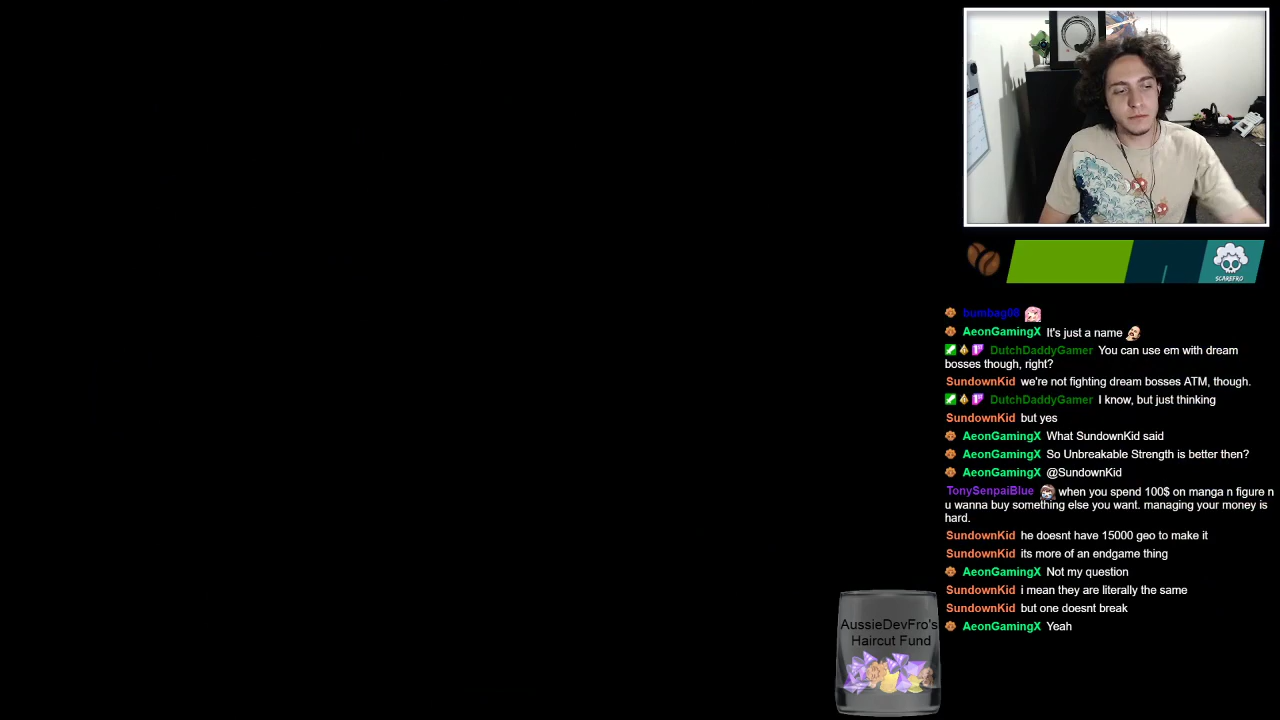 SCAREFRO
bumbag08
AeonGamingX It's just a name
DutchDaddyGamer You can use em with dream
bosses though, right?
SundownKid we're not fighting dream bosses ATM, though.
DutchDaddyGamer I know, but just thinking
SundownKid but yes
AeonGamingX What SundownKid said
AeonGamingX So Unbreakable Strength is better then?
AeonGamingX @SundownKid
TonySenpaiBlue when you spend 100$ on manga n figure n
u wanna buy something else you want. managing your money is
hard.
SundownKid he doesnt have 15000 geo to make it
SundownKid its more of an endgame thing
AeonGamingX Not my question
SundownKid i mean they are literally the same
SundownKid but one doesnt break
AeonGamingX Yeah
AussieDevFro's
Haircut Fund